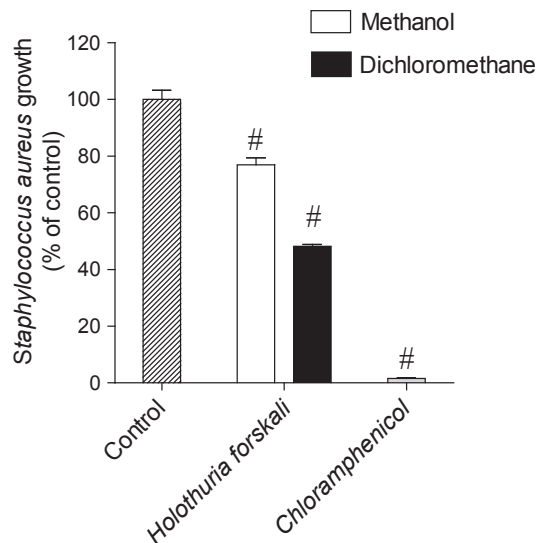 Methanol
Dichloromethane
Staphylococcus aureus growth
(% of control)
120
100
80
60
40
20
0
#
#
#
Control
Holothuria forskali
Chloramphenicol